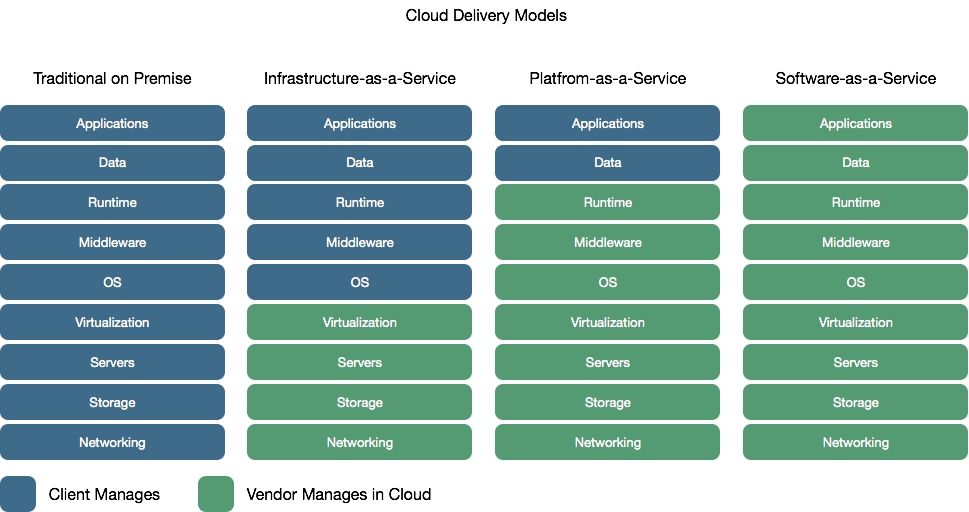 Cloud Delivery Models
Traditional on Premise
Infrastructure-as-a-Service
Platfrom-as-a-Service
Software-as-a-Service
Applications
Applications
Applications
Applications
Data
Data
Data
Data
Runtime
Runtime
Runtime
Runtime
Middleware
Middleware
Middleware
Middleware
OS
OS
OS
OS
Virtualization
Virtualization
Virtualization
Virtualization
Servers
Servers
Servers
Servers
Storage
Storage
Storage
Storage
Networking
Networking
Networking
Networking
Client Manages
Vendor Manages in Cloud